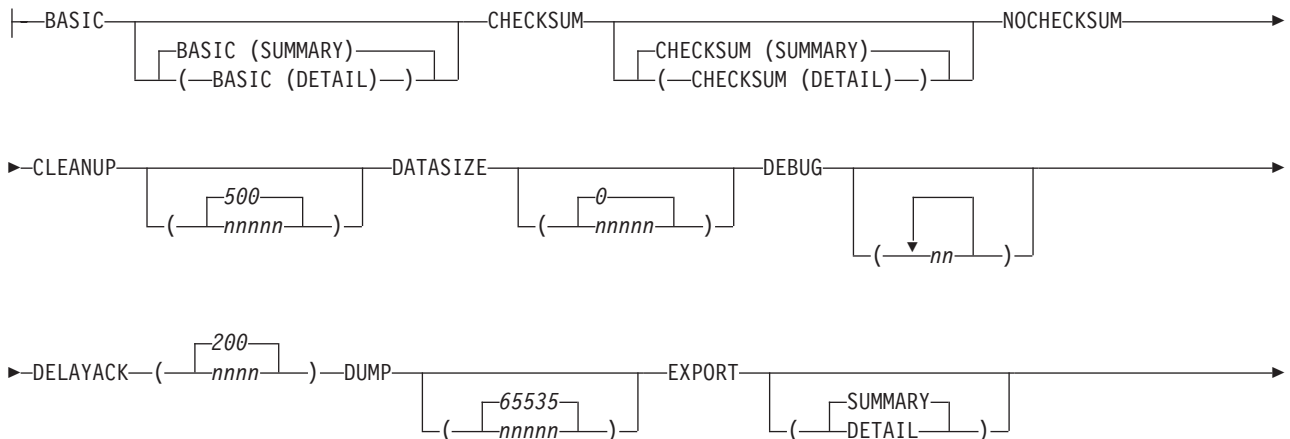 BASIC CHECKSUM NOCHECKSUM
BASIC (SUMMARY) CHECKSUM (SUMMARY)
( BASIC (DETAIL) ) ( CHECKSUM (DETAIL) )
CLEANUP DATASIZE DEBUG
500 0
( nnnnn ) ( nnnnn ) ( nn )
200
DELAYACK ( nnnn ) DUMP EXPORT
65535 SUMMARY
( nnnnn ) ( DETAIL )